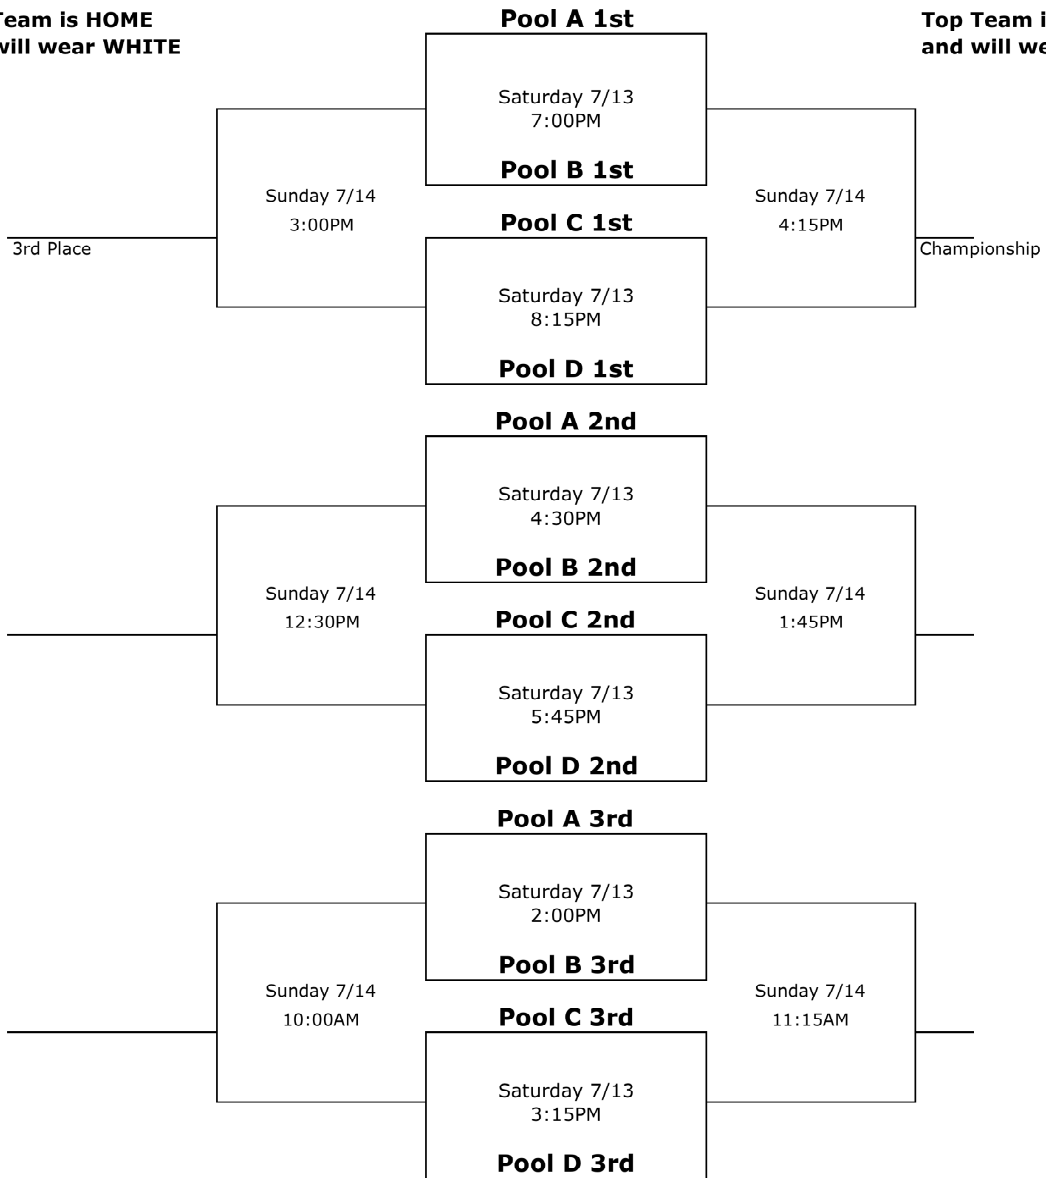 Team is HOME
will wear WHITE
Pool A 1st
Top Team i
and will we
Saturday 7/13
7:00PM
Pool B 1st
Sunday 7/14
3:00PM
Sunday 7/14
4:15PM
Pool C 1st
3rd Place
Championship
Saturday 7/13
8:15PM
Pool D 1st
Pool A 2nd
Saturday 7/13
4:30PM
Pool B 2nd
Sunday 7/14
12:30PM
Sunday 7/14
1:45PM
Pool C 2nd
Saturday 7/13
5:45PM
Pool D 2nd
Pool A 3rd
Saturday 7/13
2:00PM
Pool B 3rd
Sunday 7/14
10:00AM
Sunday 7/14
11:15AM
Pool C 3rd
Saturday 7/13
3:15PM
Pool D 3rd